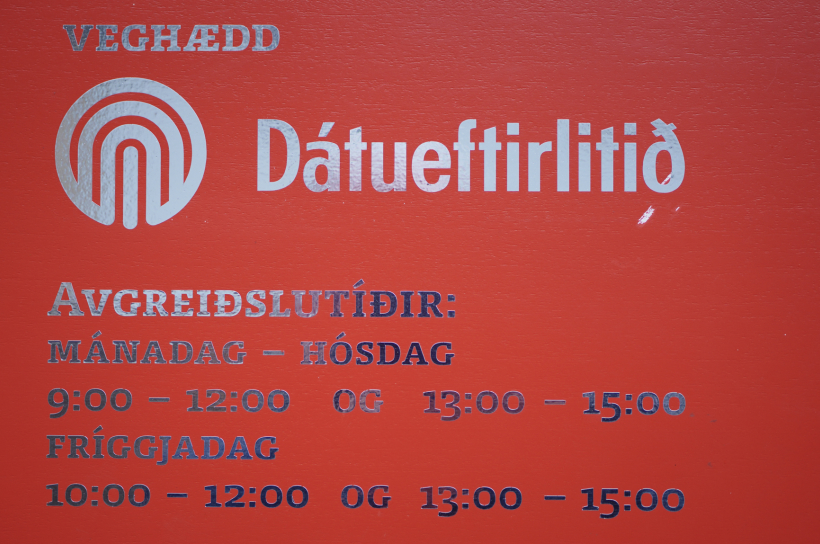 VEGHÆDD
Dátueftirlitið
AVGREIÐSLUTÍÐIR:
MÁNADAG – HÓSDAG
9:00 – 12:00 OG 13:00 – 15:00
FRÍGGJADAG
10:00 – 12:00 OG 13:00 – 15:00